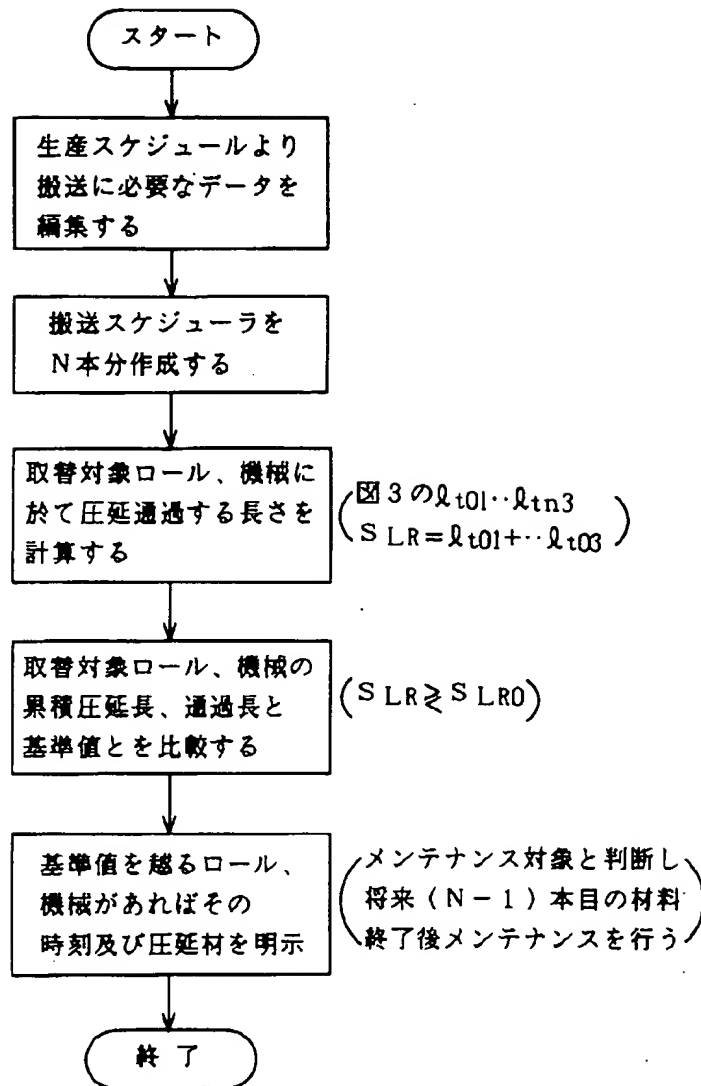 スタート
生産スケジュールより
搬送に必要なデータを
編集する
搬送スケジューラを
N本分作成する
取替対象ロール、機械に
於て圧延通過する長さを
計算する
(図3のℓt01‥ℓtn3
SLR=ℓt01+‥ℓt03)
取替対象ロール、機械の
累積圧延長、通過長と
基準値とを比較する
(SLR≷SLR0)
基準値を越るロール、
機械があればその
時刻及び圧延材を明示
(メンテナンス対象と判断し
将来(N-1)本目の材料
終了後メンテナンスを行う)
終了